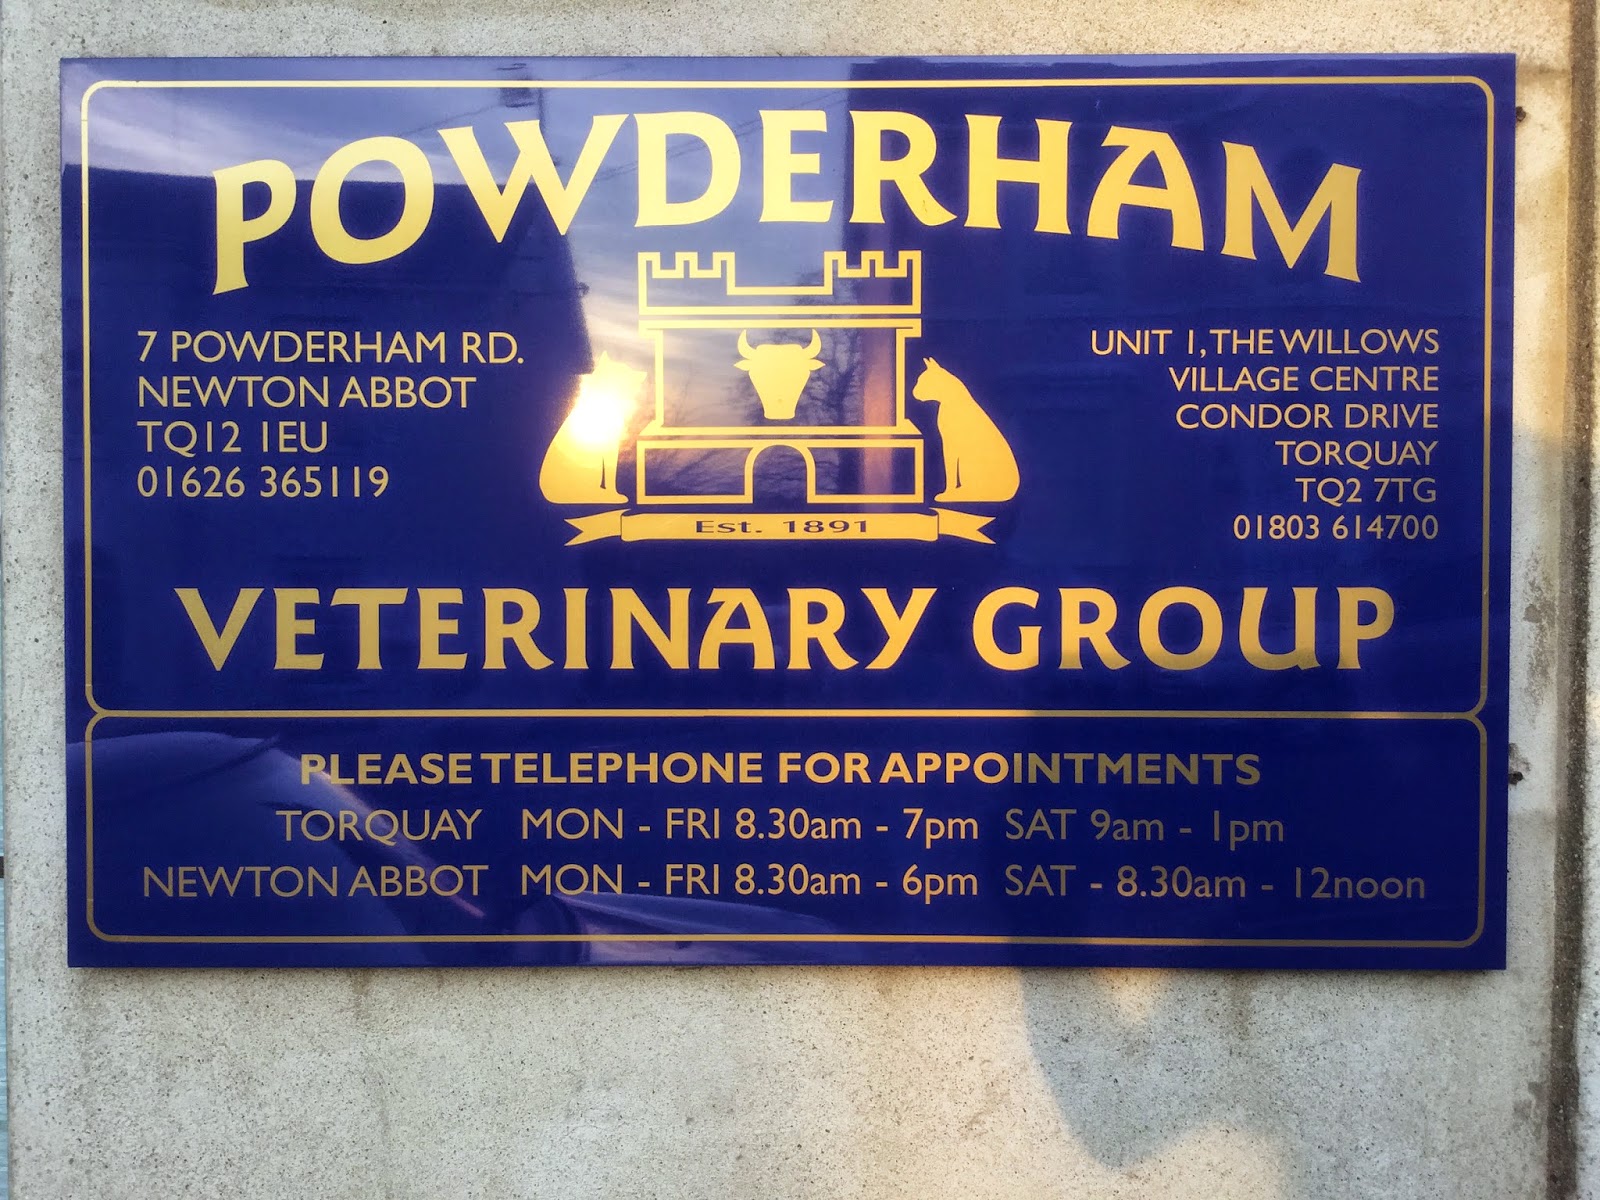 POWDERHAM
7 POWDERHAM RD.
NEWTON ABBOT
TQ12 1EU
01626 365119
UNIT 1, THE WILLOWS
VILLAGE CENTRE
CONDOR DRIVE
TORQUAY
TQ2 7TG
01803 614700
Est. 1891
VETERINARY GROUP
PLEASE TELEPHONE FOR APPOINTMENTS
TORQUAY MON - FRI 8.30am - 7pm SAT 9am - 1pm
NEWTON ABBOT MON - FRI 8.30am - 6pm SAT - 8.30am - 12noon